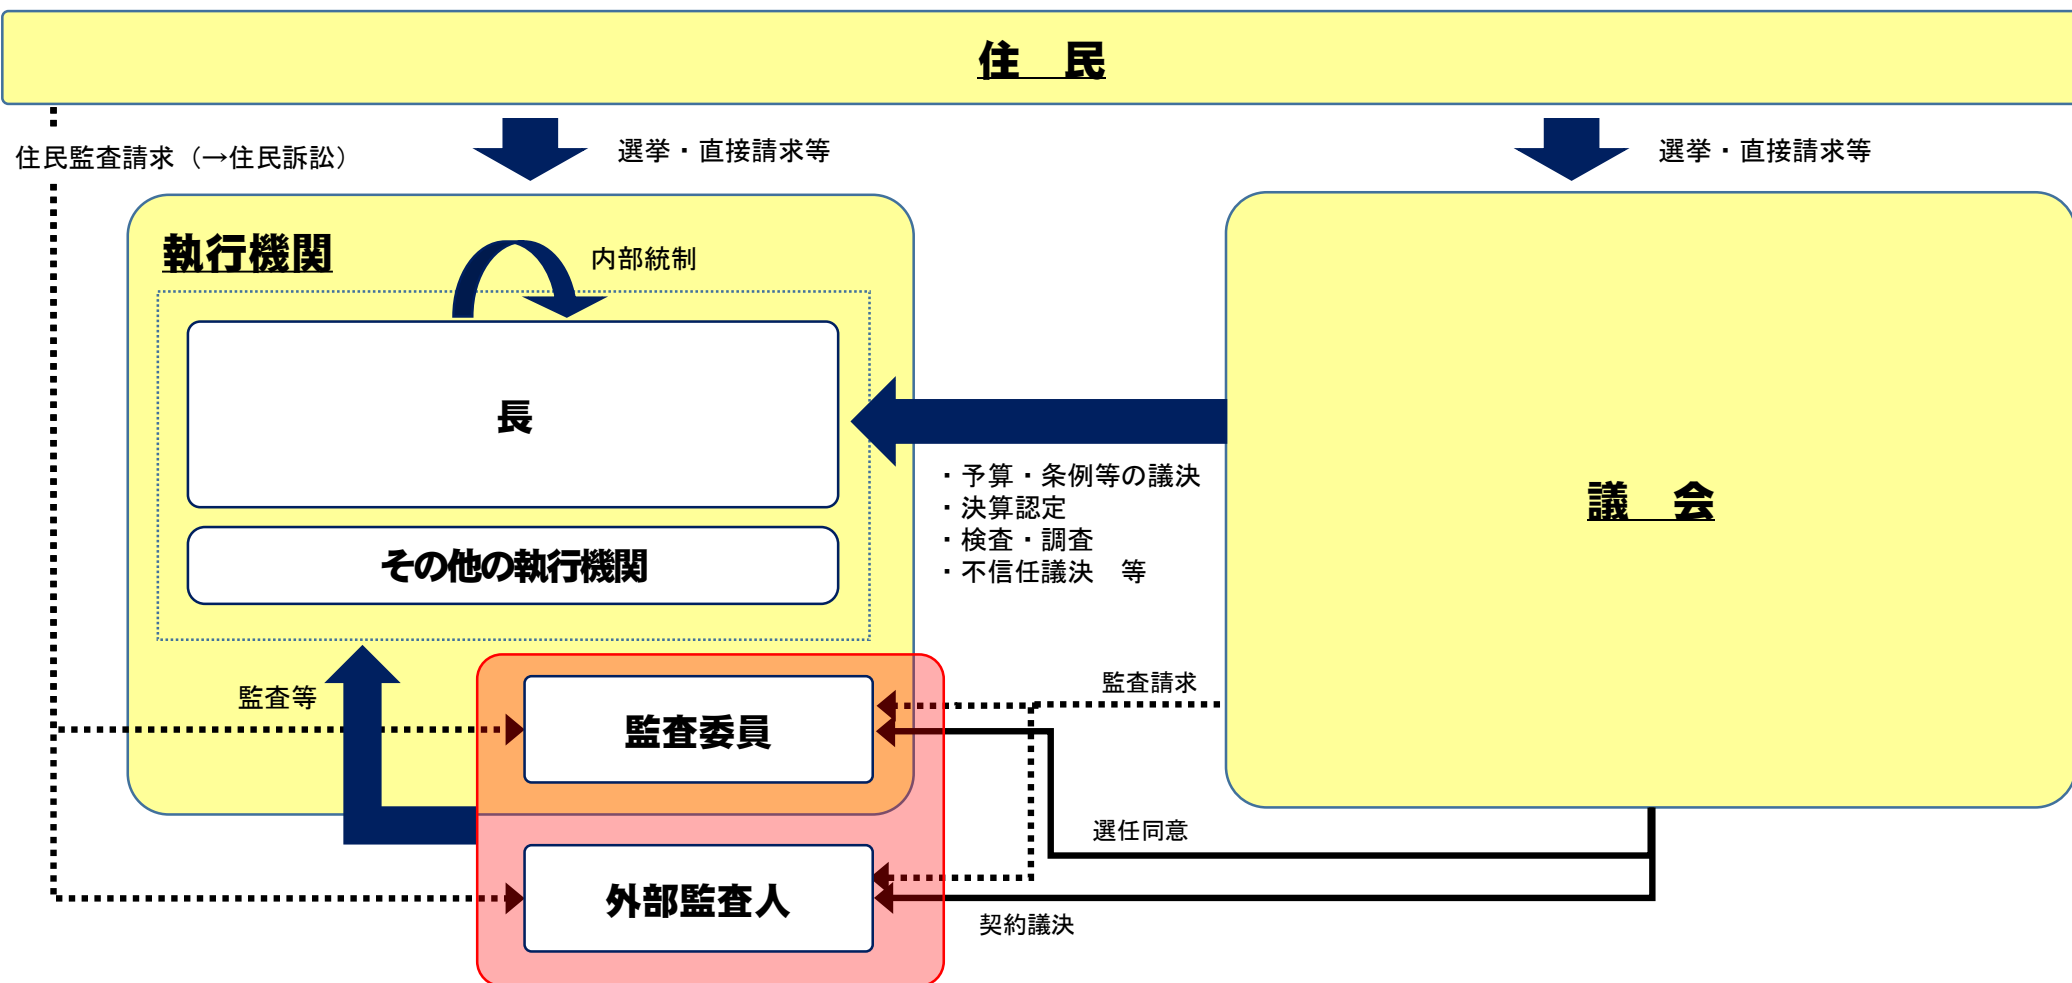 住　民
住民監査請求（→住民訴訟）
選挙・直接請求等
選挙・直接請求等
執行機関
内部統制
長
その他の執行機関
・予算・条例等の議決
・決算認定
・検査・調査
・不信任議決　等
議　会
監査等
監査請求
監査委員
選任同意
外部監査人
契約議決